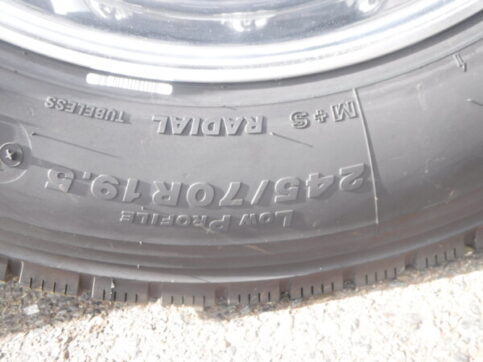 M+S RADIAL TUBELESS
245/70R19.5
LOW PROFILE